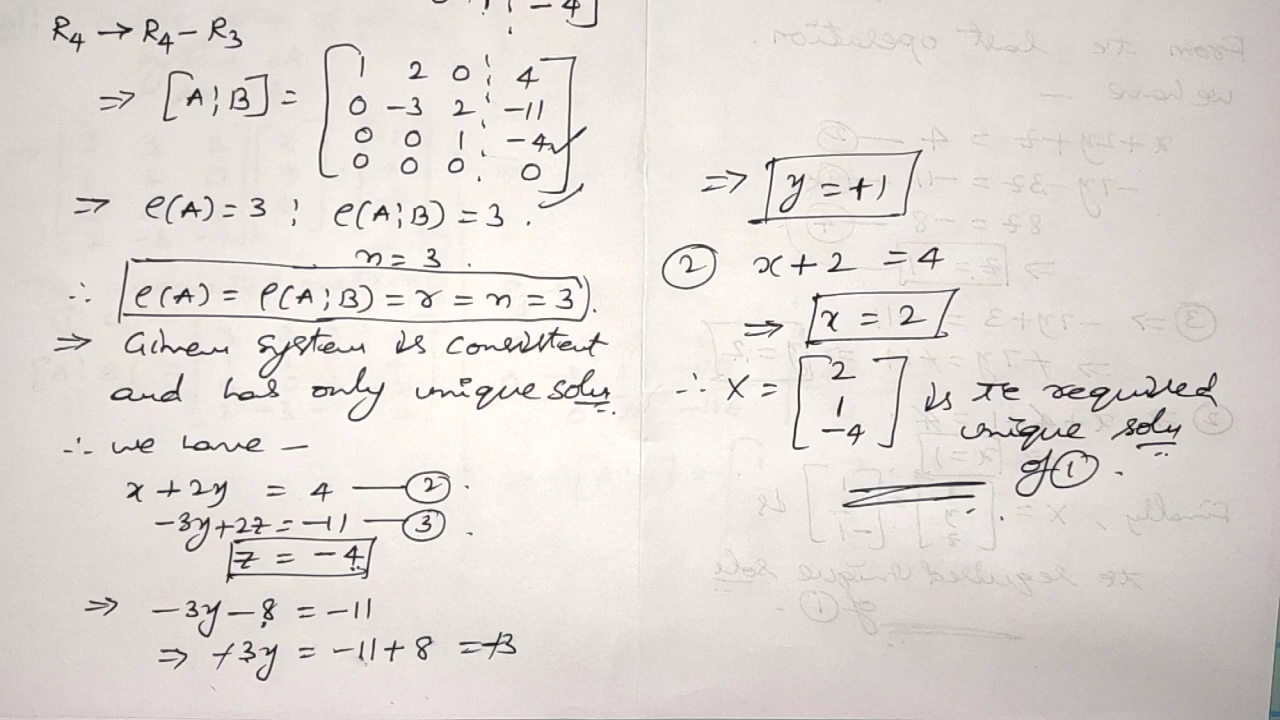 - 4
R₄ → R₄ - R₃
⇒ [A¦B] = [ 1 2 0 ¦ 4
0 -3 2 ¦ -11
0 0 1 ¦ -4 ✓
0 0 0 ¦ 0 ]
⇒ ρ(A) = 3 ; ρ(A¦B) = 3 .
n = 3 .
∴ ρ(A) = ρ(A¦B) = r = n = 3 .
⇒ Given system is consistent
and has only unique soln.
∴ we have —
x + 2y = 4 — ② .
-3y + 2z = -11 — ③ .
z = -4
⇒ -3y - 8 = -11
⇒ +3y = -11 + 8 = +3
⇒ y = +1
② x + 2 = 4
⇒ x = 2
∴ X = [ 2
1
-4 ] is te required
unique soln
of ① .